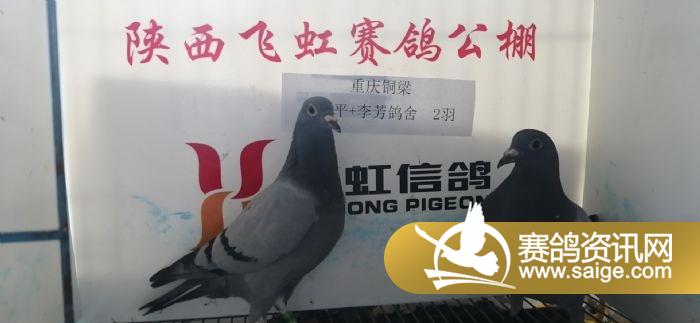 陕西飞虹赛鸽公棚
重庆铜梁
平+李芳鸽舍 2羽
虹信鸽
ONG PIGEON
赛鸽资讯网
www.saige.com